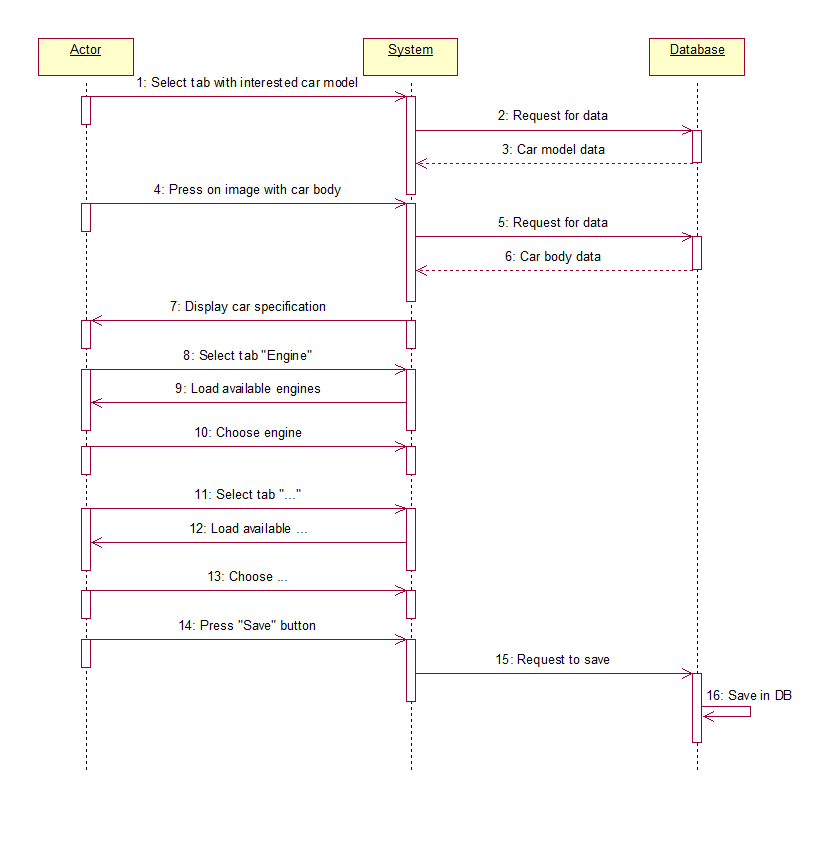 Actor
System
Database
1: Select tab with interested car model
2: Request for data
3: Car model data
4: Press on image with car body
5: Request for data
6: Car body data
7: Display car specification
8: Select tab "Engine"
9: Load available engines
10: Choose engine
11: Select tab "..."
12: Load available ...
13: Choose ...
14: Press "Save" button
15: Request to save
16: Save in DB